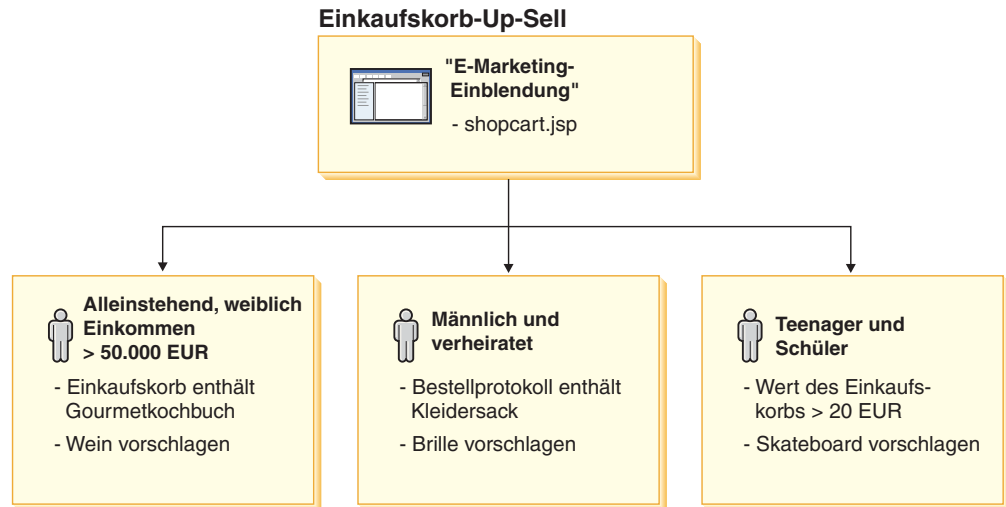 Einkaufskorb-Up-Sell
"E-Marketing-
Einblendung"
- shopcart.jsp
Alleinstehend, weiblich
Einkommen
> 50.000 EUR
- Einkaufskorb enthält
Gourmetkochbuch
- Wein vorschlagen
Männlich und
verheiratet
- Bestellprotokoll enthält
Kleidersack
- Brille vorschlagen
Teenager und
Schüler
- Wert des Einkaufs-
korbs > 20 EUR
- Skateboard vorschlagen